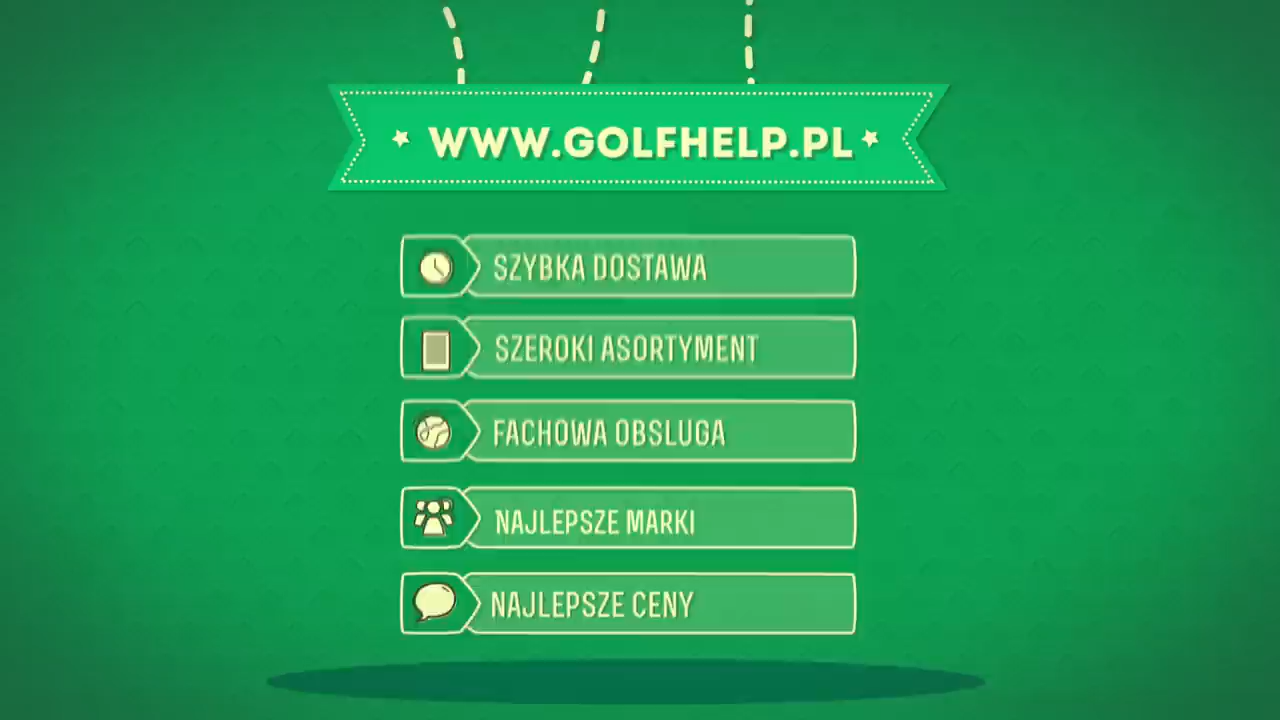 WWW.GOLFHELP.PL
SZYBKA DOSTAWA
SZEROKI ASORTYMENT
FACHOWA OBSLUGA
NAJLEPSZE MARKI
NAJLEPSZE CENY